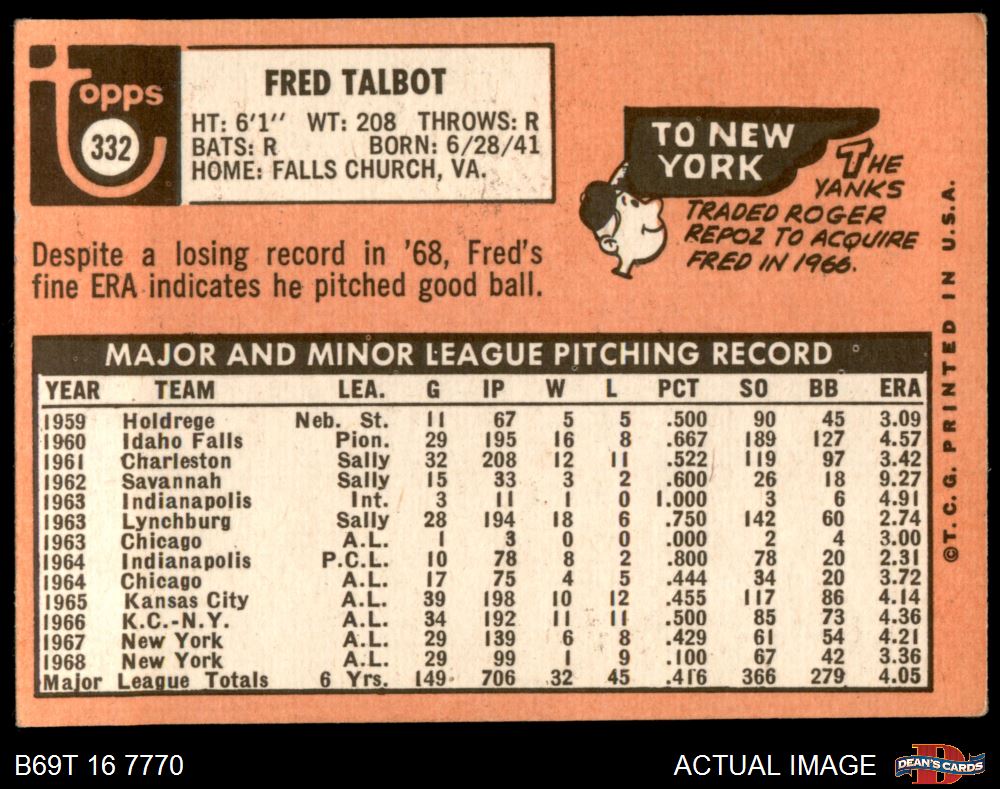 topps
332
FRED TALBOT
HT: 6'1" WT: 208 THROWS: R
BATS: R BORN: 6/28/41
HOME: FALLS CHURCH, VA.
TO NEW
YORK
THE
YANKS
TRADED ROGER
REPOZ TO ACQUIRE
FRED IN 1966.
Despite a losing record in '68, Fred's
fine ERA indicates he pitched good ball.
MAJOR AND MINOR LEAGUE PITCHING RECORD
YEAR TEAM LEA. G IP W L PCT SO BB ERA
1959 Holdrege Neb. St. 11 67 5 5 .500 90 45 3.09
1960 Idaho Falls Pion. 29 195 16 8 .667 189 127 4.57
1961 Charleston Sally 32 208 12 11 .522 119 97 3.42
1962 Savannah Sally 15 33 3 2 .600 26 18 9.27
1963 Indianapolis Int. 3 11 1 0 1.000 3 6 4.91
1963 Lynchburg Sally 28 194 18 6 .750 142 60 2.74
1963 Chicago A.L. 1 3 0 0 .000 2 4 3.00
1964 Indianapolis P.C.L. 10 78 8 2 .800 78 20 2.31
1964 Chicago A.L. 17 75 4 5 .444 34 20 3.72
1965 Kansas City A.L. 39 198 10 12 .455 117 86 4.14
1966 K.C.-N.Y. A.L. 34 192 11 11 .500 85 73 4.36
1967 New York A.L. 29 139 6 8 .429 61 54 4.21
1968 New York A.L. 29 99 1 9 .100 67 42 3.36
Major League Totals 6 Yrs. 149 706 32 45 .416 366 279 4.05
©T.C.G. PRINTED IN U.S.A.
B69T 16 7770
ACTUAL IMAGE
DEAN'S CARDS